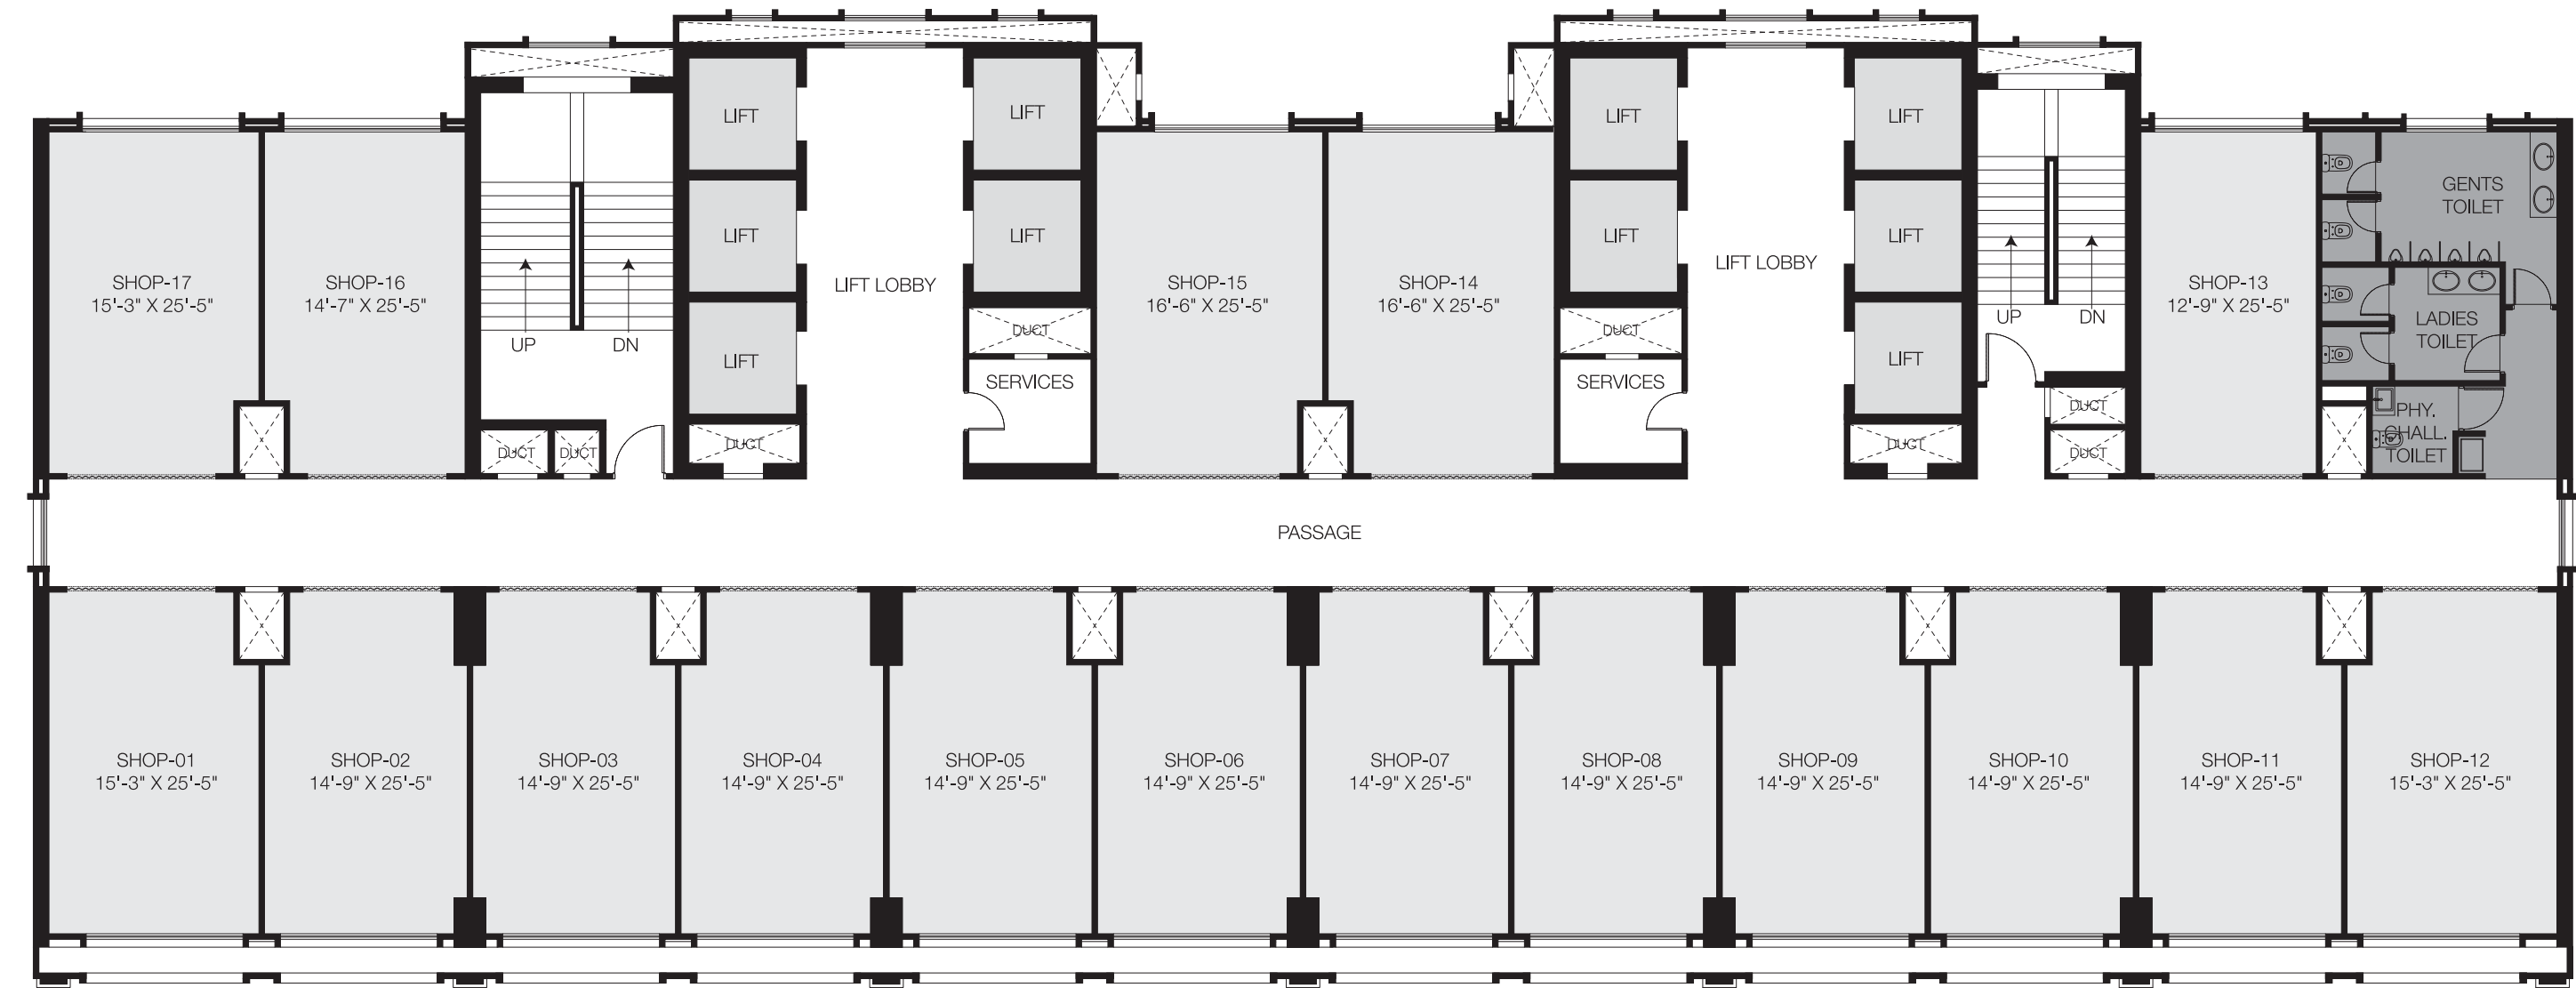 LIFT
LIFT
LIFT
LIFT
GENTS
TOILET
LIFT
LIFT
LIFT
LIFT
LIFT LOBBY
LIFT LOBBY
SHOP-17
15'-3" X 25'-5"
SHOP-16
14'-7" X 25'-5"
SHOP-15
16'-6" X 25'-5"
SHOP-14
16'-6" X 25'-5"
SHOP-13
12'-9" X 25'-5"
UP
DN
LADIES
TOILET
DUCT
DUCT
UP
DN
LIFT
LIFT
SERVICES
SERVICES
DUCT
PHY.
CHALL.
TOILET
DUCT
DUCT
DUCT
DUCT
DUCT
PASSAGE
SHOP-01
15'-3" X 25'-5"
SHOP-02
14'-9" X 25'-5"
SHOP-03
14'-9" X 25'-5"
SHOP-04
14'-9" X 25'-5"
SHOP-05
14'-9" X 25'-5"
SHOP-06
14'-9" X 25'-5"
SHOP-07
14'-9" X 25'-5"
SHOP-08
14'-9" X 25'-5"
SHOP-09
14'-9" X 25'-5"
SHOP-10
14'-9" X 25'-5"
SHOP-11
14'-9" X 25'-5"
SHOP-12
15'-3" X 25'-5"